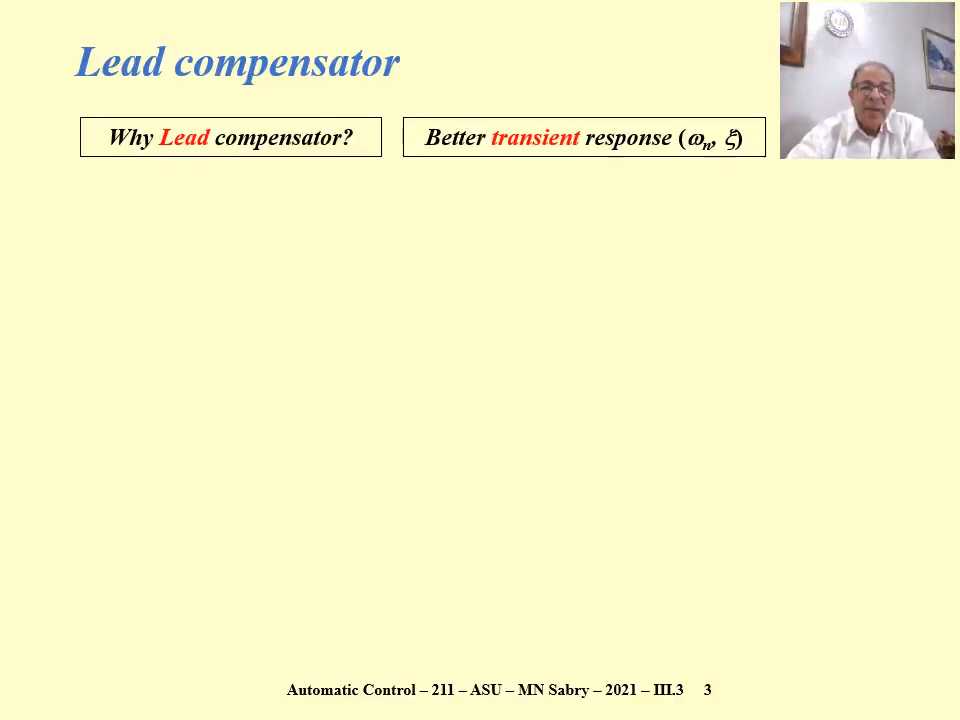 Lead compensator
Why Lead compensator?
Better transient response (ωn, ξ)
Automatic Control – 211 – ASU – MN Sabry – 2021 – III.3 3